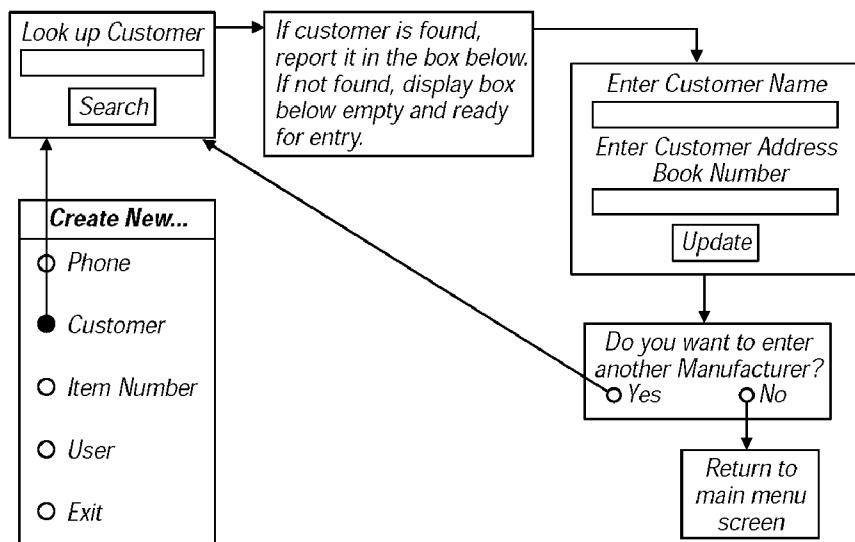 Look up Customer
Search
If customer is found,
report it in the box below.
If not found, display box
below empty and ready
for entry.
Enter Customer Name
Enter Customer Address
Book Number
Update
Create New...
Phone
Customer
Item Number
User
Exit
Do you want to enter
another Manufacturer?
Yes No
Return to
main menu
screen